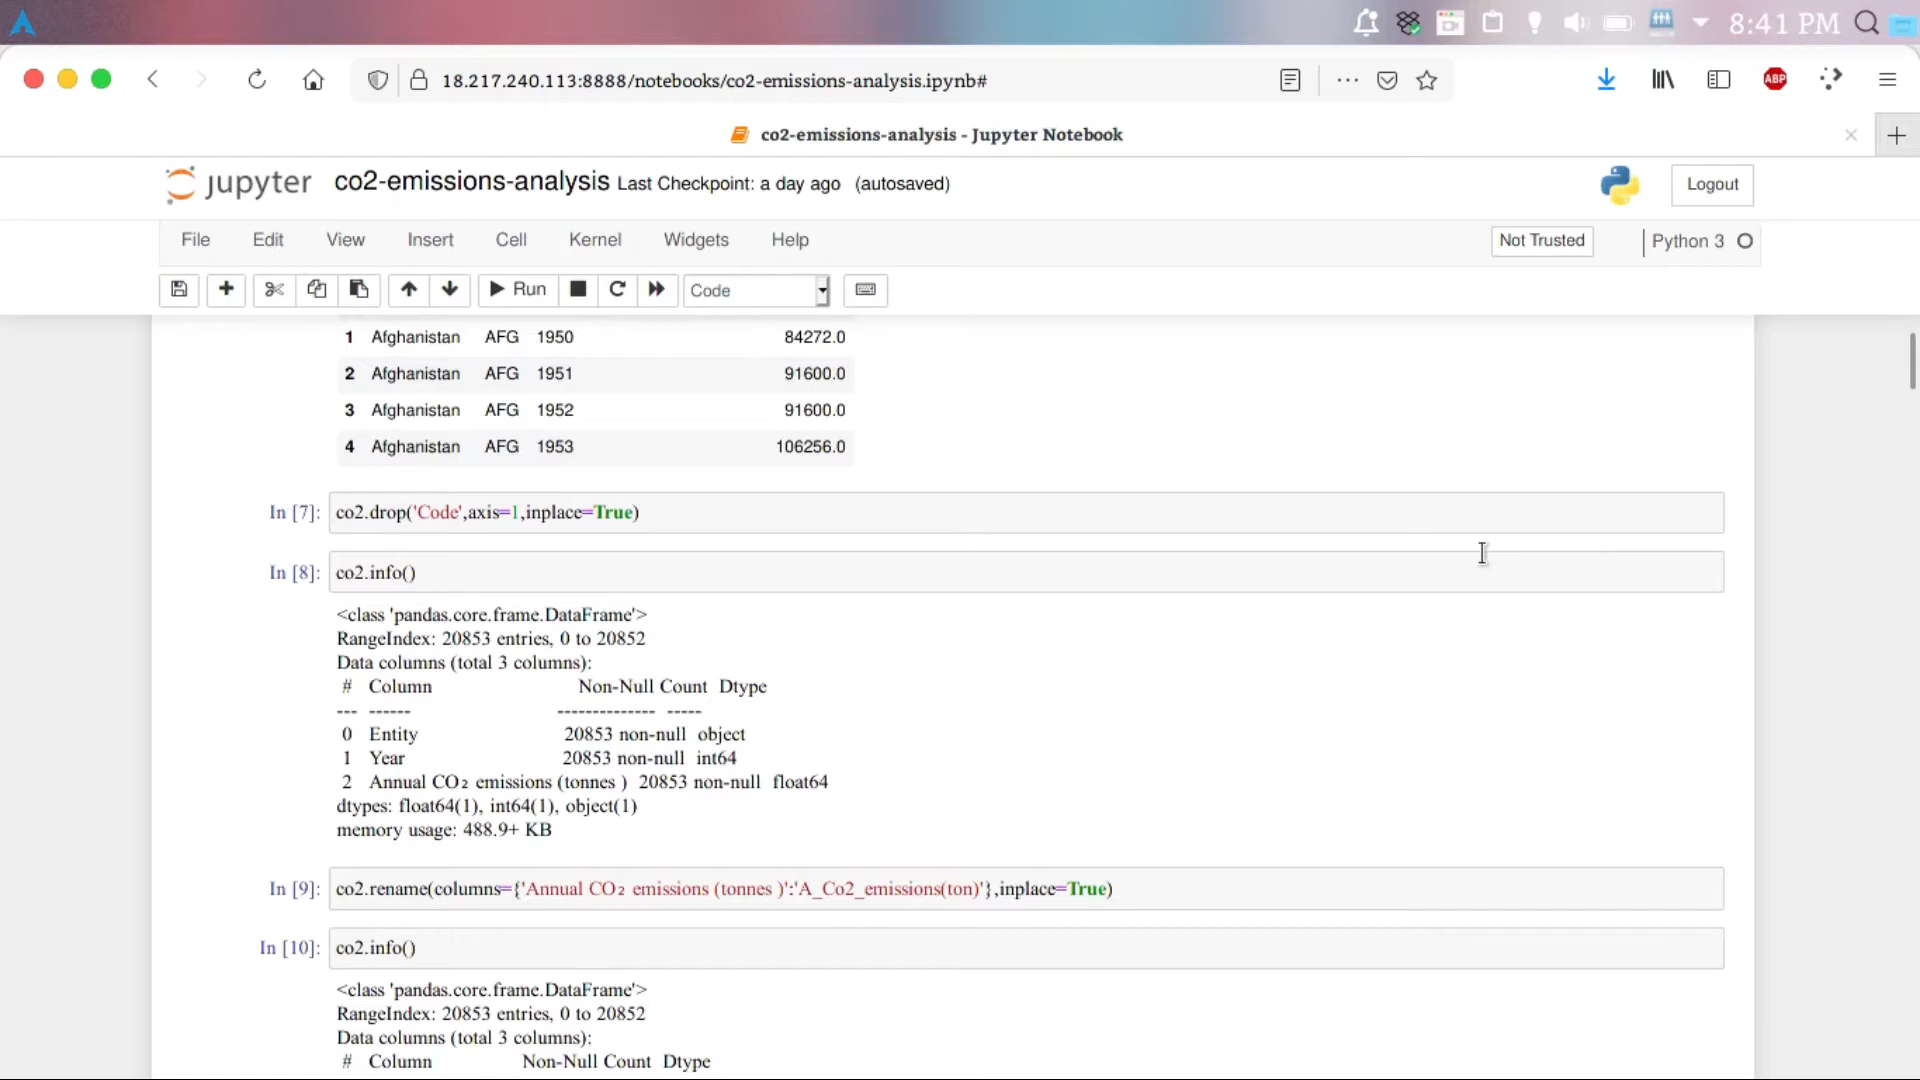 8:41 PM
18.217.240.113:8888/notebooks/co2-emissions-analysis.ipynb#
ABP
co2-emissions-analysis - Jupyter Notebook
jupyter co2-emissions-analysis Last Checkpoint: a day ago (autosaved)
Logout
File Edit View Insert Cell Kernel Widgets Help
Not Trusted
Python 3
Run
Code
1 Afghanistan AFG 1950 84272.0
2 Afghanistan AFG 1951 91600.0
3 Afghanistan AFG 1952 91600.0
4 Afghanistan AFG 1953 106256.0
In [7]: co2.drop('Code',axis=1,inplace=True)
In [8]: co2.info()
<class 'pandas.core.frame.DataFrame'>
RangeIndex: 20853 entries, 0 to 20852
Data columns (total 3 columns):
# Column Non-Null Count Dtype
--- ------ -------------- -----
0 Entity 20853 non-null object
1 Year 20853 non-null int64
2 Annual CO₂ emissions (tonnes ) 20853 non-null float64
dtypes: float64(1), int64(1), object(1)
memory usage: 488.9+ KB
In [9]: co2.rename(columns={'Annual CO₂ emissions (tonnes )':'A_Co2_emissions(ton)'},inplace=True)
In [10]: co2.info()
<class 'pandas.core.frame.DataFrame'>
RangeIndex: 20853 entries, 0 to 20852
Data columns (total 3 columns):
# Column Non-Null Count Dtype